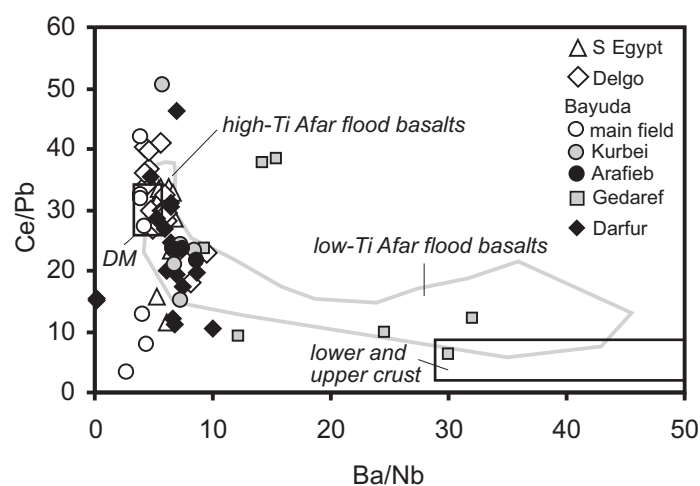 60
50
40
30
20
10
0
Ce/Pb
S Egypt
Delgo
Bayuda
main field
Kurbei
Arafieb
Gedaref
Darfur
high-Ti Afar flood basalts
low-Ti Afar flood basalts
DM
lower and
upper crust
0 10 20 30 40 50
Ba/Nb